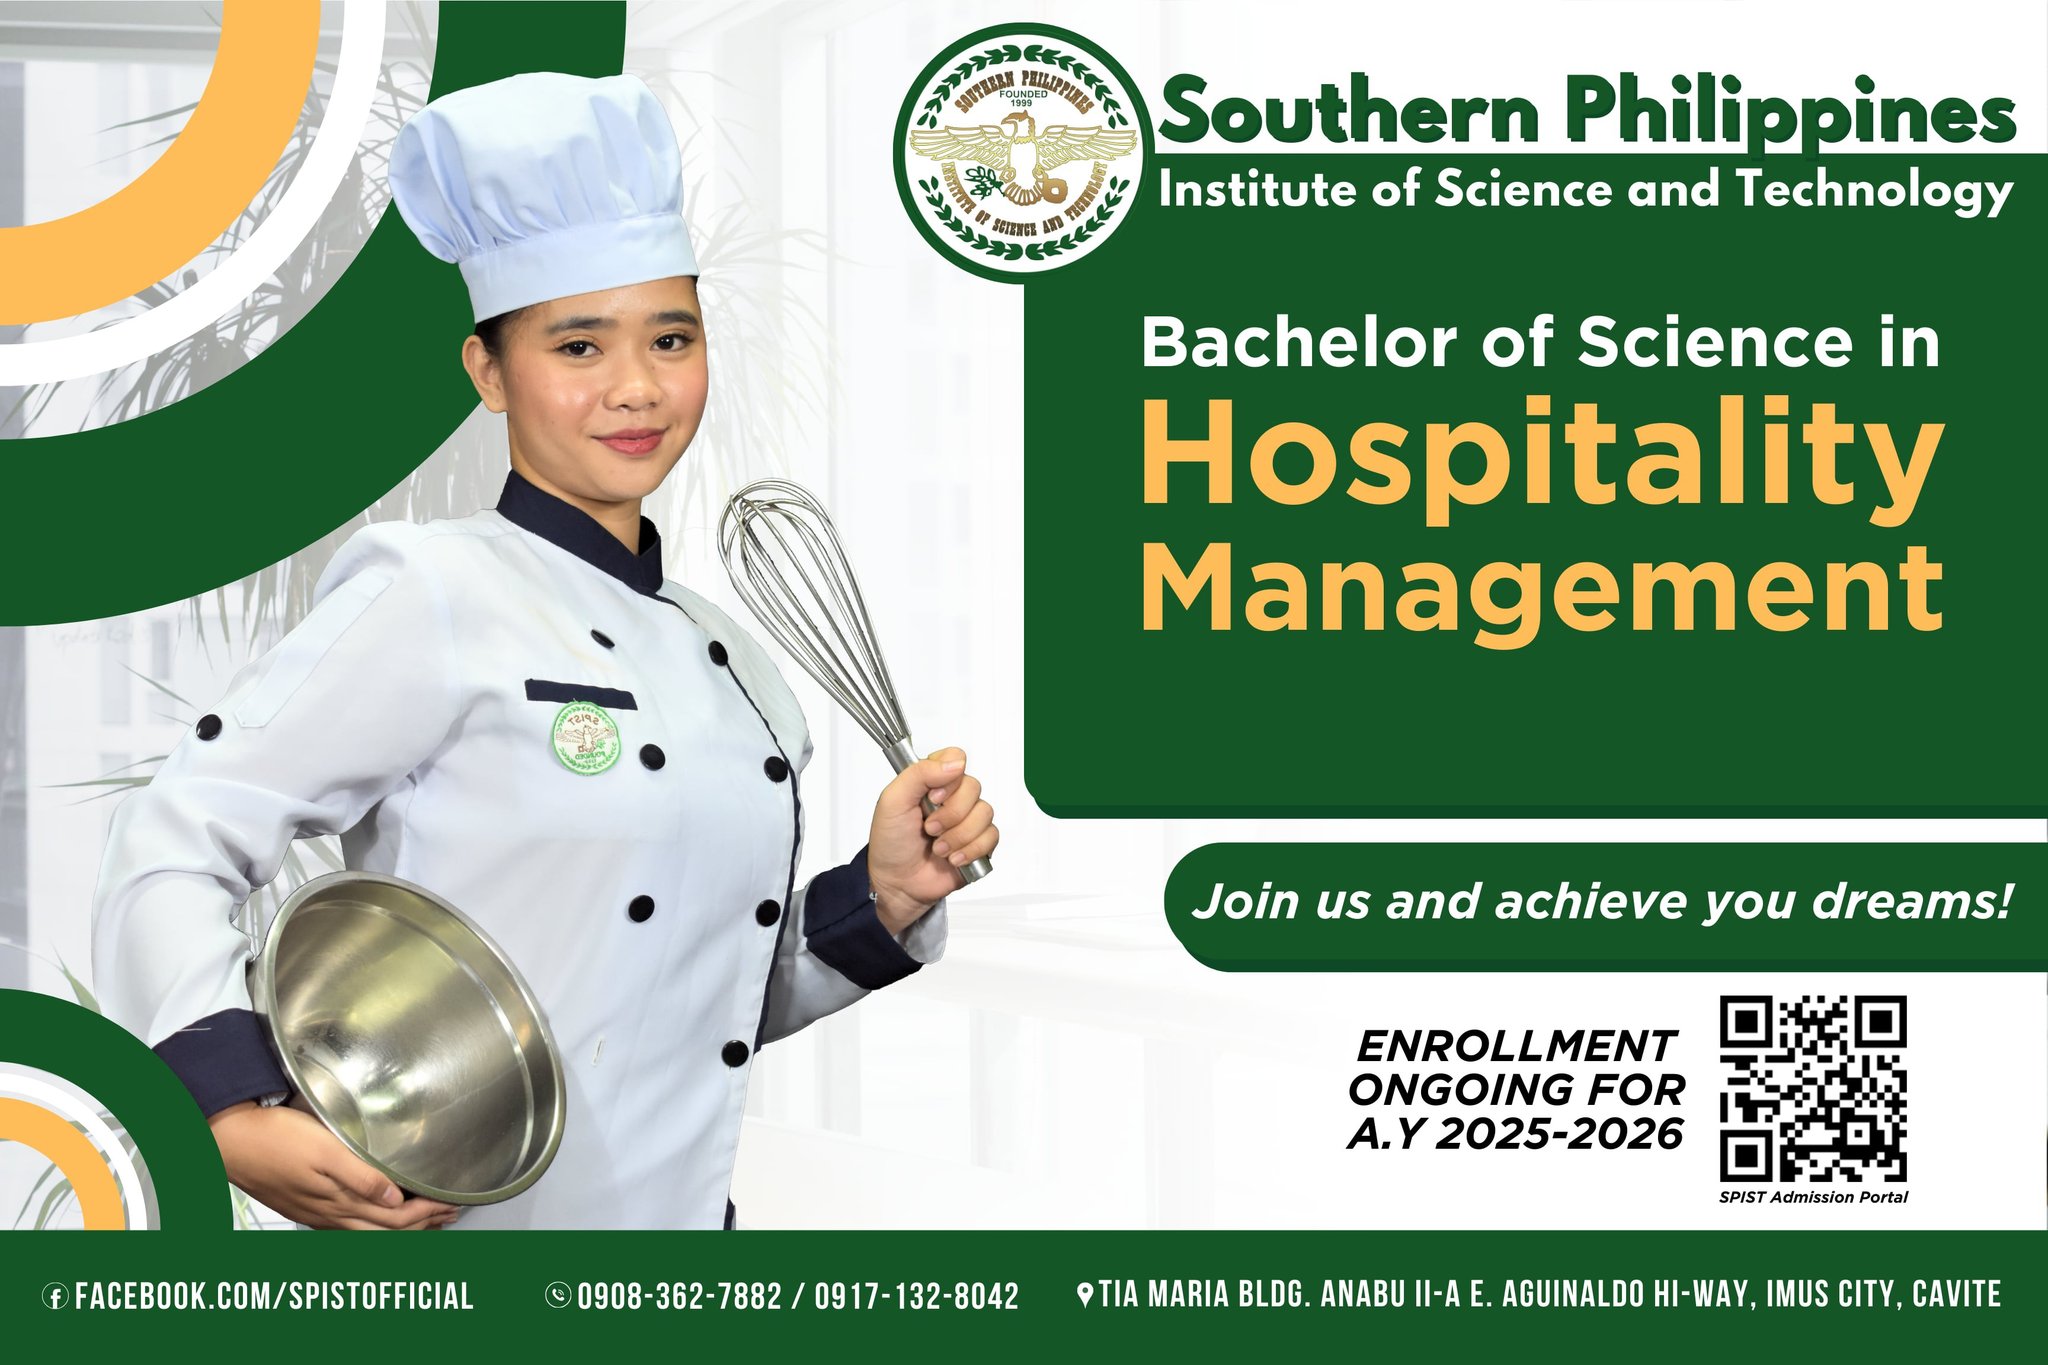 SOUTHERN PHILIPPINES
FOUNDED
1999
INSTITUTE OF SCIENCE AND TECHNOLOGY
Southern Philippines
Institute of Science and Technology
Bachelor of Science in
Hospitality
Management
SPIST
FOUNDED
Join us and achieve you dreams!
ENROLLMENT
ONGOING FOR
A.Y 2025-2026
SPIST Admission Portal
FACEBOOK.COM/SPISTOFFICIAL
0908-362-7882 / 0917-132-8042
TIA MARIA BLDG. ANABU II-A E. AGUINALDO HI-WAY, IMUS CITY, CAVITE